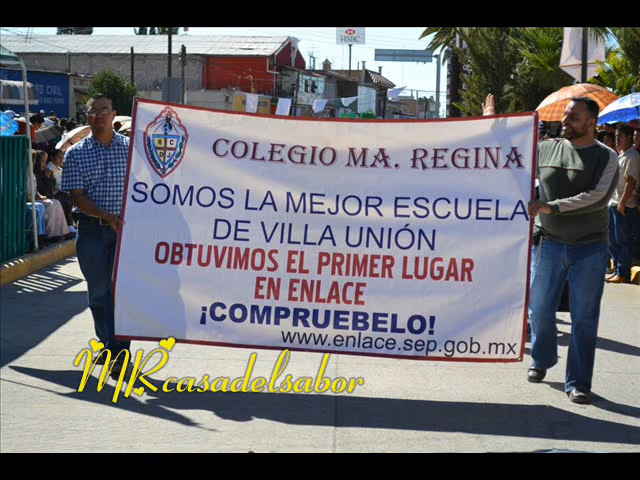 HSBC
COLEGIO MA. REGINA
SOMOS LA MEJOR ESCUELA
DE VILLA UNIÓN
OBTUVIMOS EL PRIMER LUGAR
EN ENLACE
¡COMPRUEBELO!
www.enlace.sep.gob.mx
MRcasadelsabor